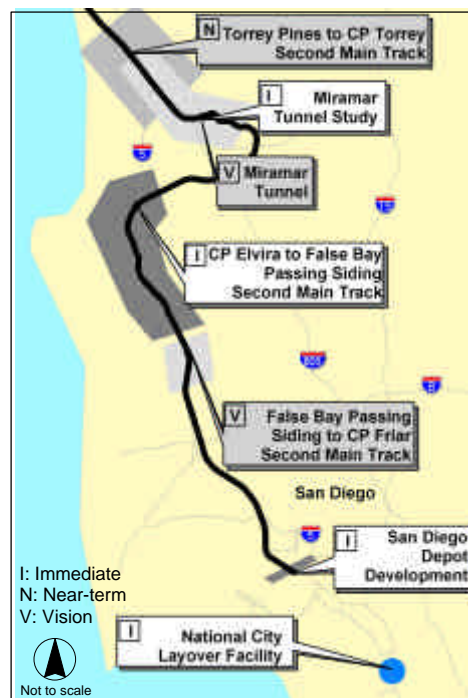 N
Torrey Pines to CP Torrey
Second Main Track
I
Miramar
Tunnel Study
5
V
Miramar
Tunnel
15
I
CP Elvira to False Bay
Passing Siding
Second Main Track
805
8
V
False Bay Passing
Siding to CP Friar
Second Main Track
San Diego
5
I
San Diego
Depot
Development
I: Immediate
N: Near-term
V: Vision
I
National City
Layover Facility
Not to scale